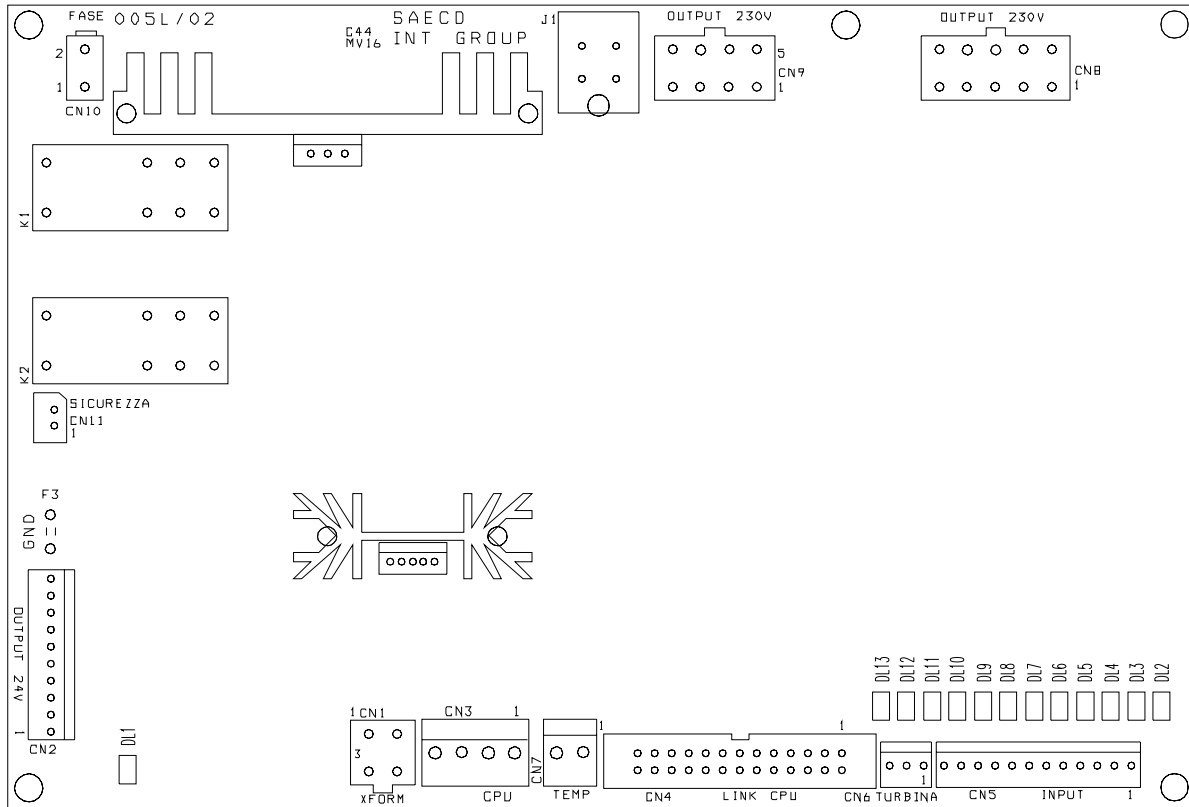 FASE 005L/02
SAECO
C44
MV16 INT GROUP
J1
OUTPUT 230V
OUTPUT 230V
2
1
CN10
5
CN9
1
CN8
1
K1
K2
SICUREZZA
CN11
1
F3
GND
OUTPUT 24V
1
CN2
DL1
DL13
DL12
DL11
DL10
DL9
DL8
DL7
DL6
DL5
DL4
DL3
DL2
1 CN1
3
XFORM
CN3 1
CPU
CN7
1
TEMP
1
CN4 LINK CPU
CN6 TURBINA
1
CN5 INPUT 1